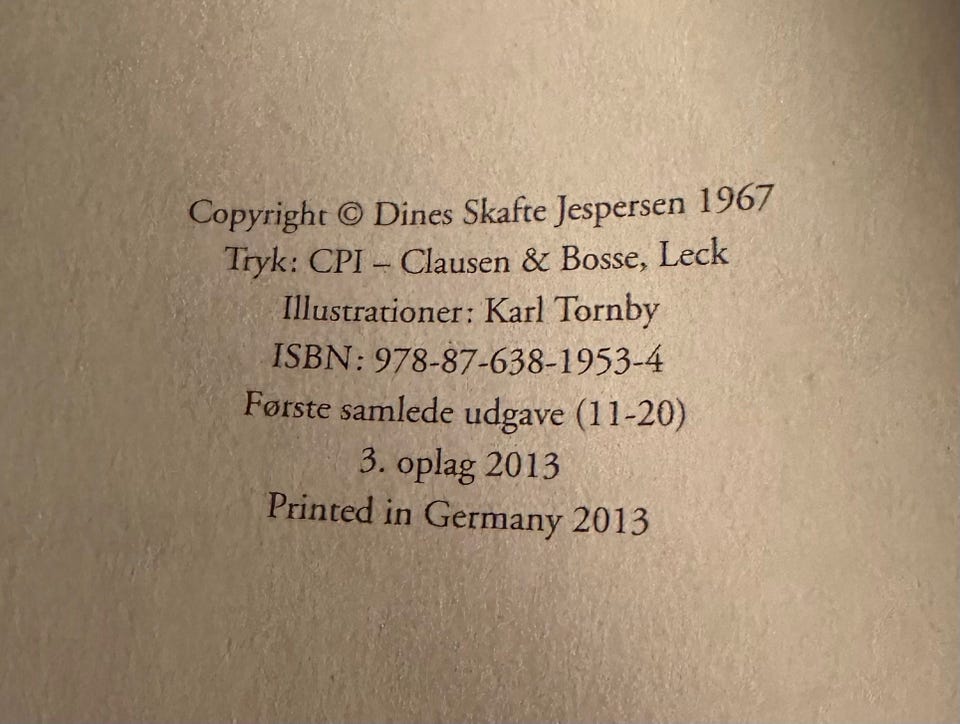 Copyright © Dines Skafte Jespersen 1967
Tryk: CPI – Clausen & Bosse, Leck
Illustrationer: Karl Tornby
ISBN: 978-87-638-1953-4
Første samlede udgave (11-20)
3. oplag 2013
Printed in Germany 2013